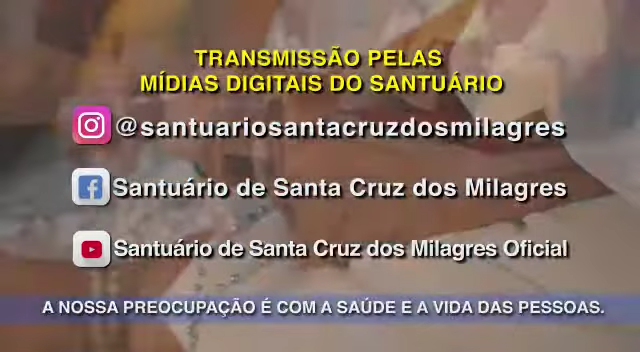 TRANSMISSÃO PELAS
MÍDIAS DIGITAIS DO SANTUÁRIO
@santuariosantacruzdosmilagres
Santuário de Santa Cruz dos Milagres
Santuário de Santa Cruz dos Milagres Oficial
A NOSSA PREOCUPAÇÃO É COM A SAÚDE E A VIDA DAS PESSOAS.